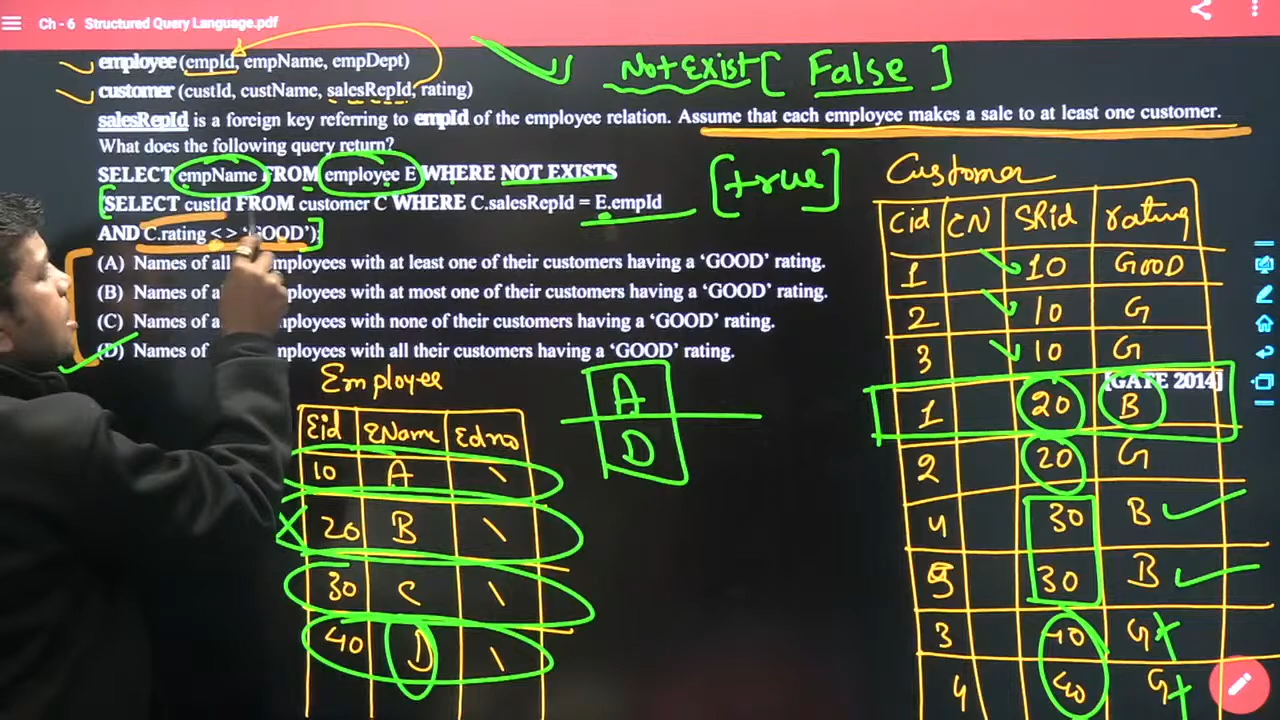 Ch - 6 Structured Query Language.pdf
employee (empId, empName, empDept)
customer (custId, custName, salesRepId, rating)
salesRepId is a foreign key referring to empId of the employee relation. Assume that each employee makes a sale to at least one customer.
What does the following query return?
SELECT empName FROM employee E WHERE NOT EXISTS
(SELECT custId FROM customer C WHERE C.salesRepId = E.empId
AND C.rating < > ‘GOOD’);
(A) Names of all employees with at least one of their customers having a ‘GOOD’ rating.
(B) Names of a employees with at most one of their customers having a ‘GOOD’ rating.
(C) Names of a employees with none of their customers having a ‘GOOD’ rating.
(D) Names of employees with all their customers having a ‘GOOD’ rating.
[GATE 2014]
Not Exist [ False ]
[true]
Employee
Eid EName Edno
10 A 1
20 B 1
30 C 1
40 D 1
A
D
Customer
Cid CN SRid rating
1 10 GOOD
2 10 G
3 10 G
1 20 B
2 20 G
4 30 B
5 30 B
3 40 G
4 40 G